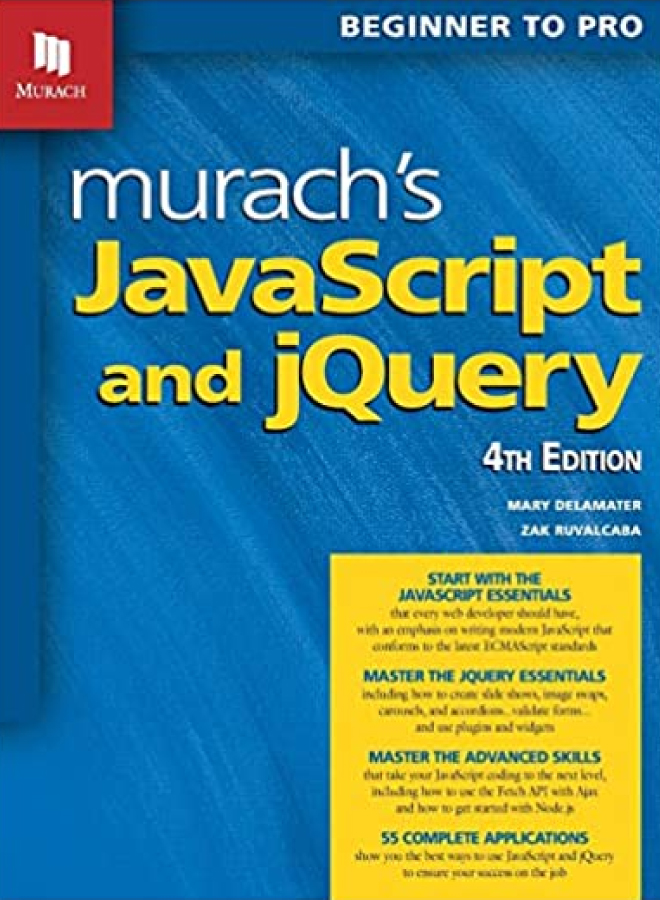 BEGINNER TO PRO
MURACH
murach's
JavaScript
and jQuery
4TH EDITION
MARY DELAMATER
ZAK RUVALCABA
START WITH THE
JAVASCRIPT ESSENTIALS
that every web developer should have,
with an emphasis on writing modern JavaScript that
conforms to the latest ECMAScript standards
MASTER THE JQUERY ESSENTIALS
including how to create slide shows, image swaps,
carousels, and accordions...validate forms...
and use plugins and widgets
MASTER THE ADVANCED SKILLS
that take your JavaScript coding to the next level,
including how to use the Fetch API with Ajax
and how to get started with Node.js
55 COMPLETE APPLICATIONS
show you the best ways to use JavaScript and jQuery
to ensure your success on the job